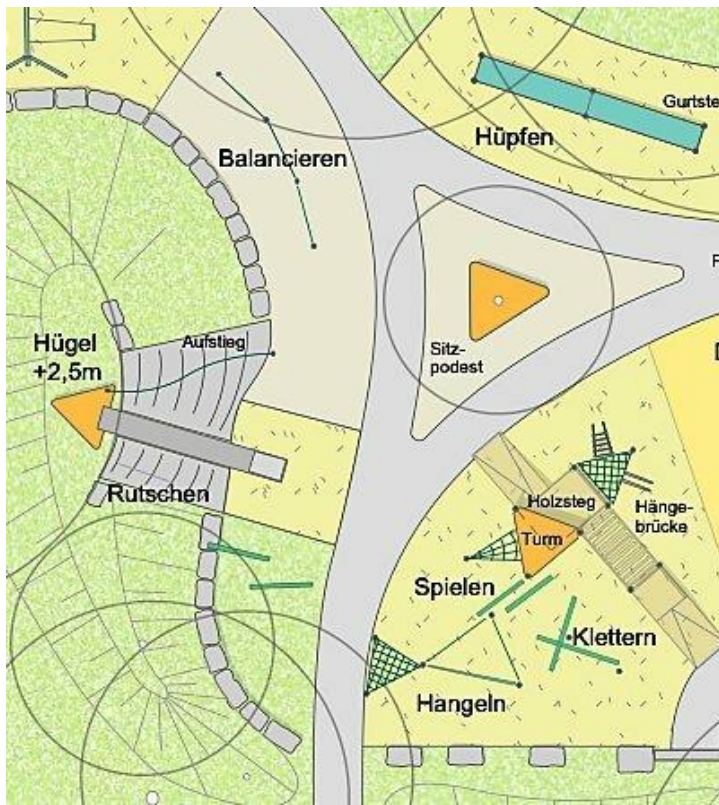 Gurtste
Hüpfen
Balancieren
Aufstieg
Hügel
+2,5m
Sitz-
podest
Rutschen
Holzsteg
Hänge-
brücke
Turm
Spielen
Klettern
Hangeln